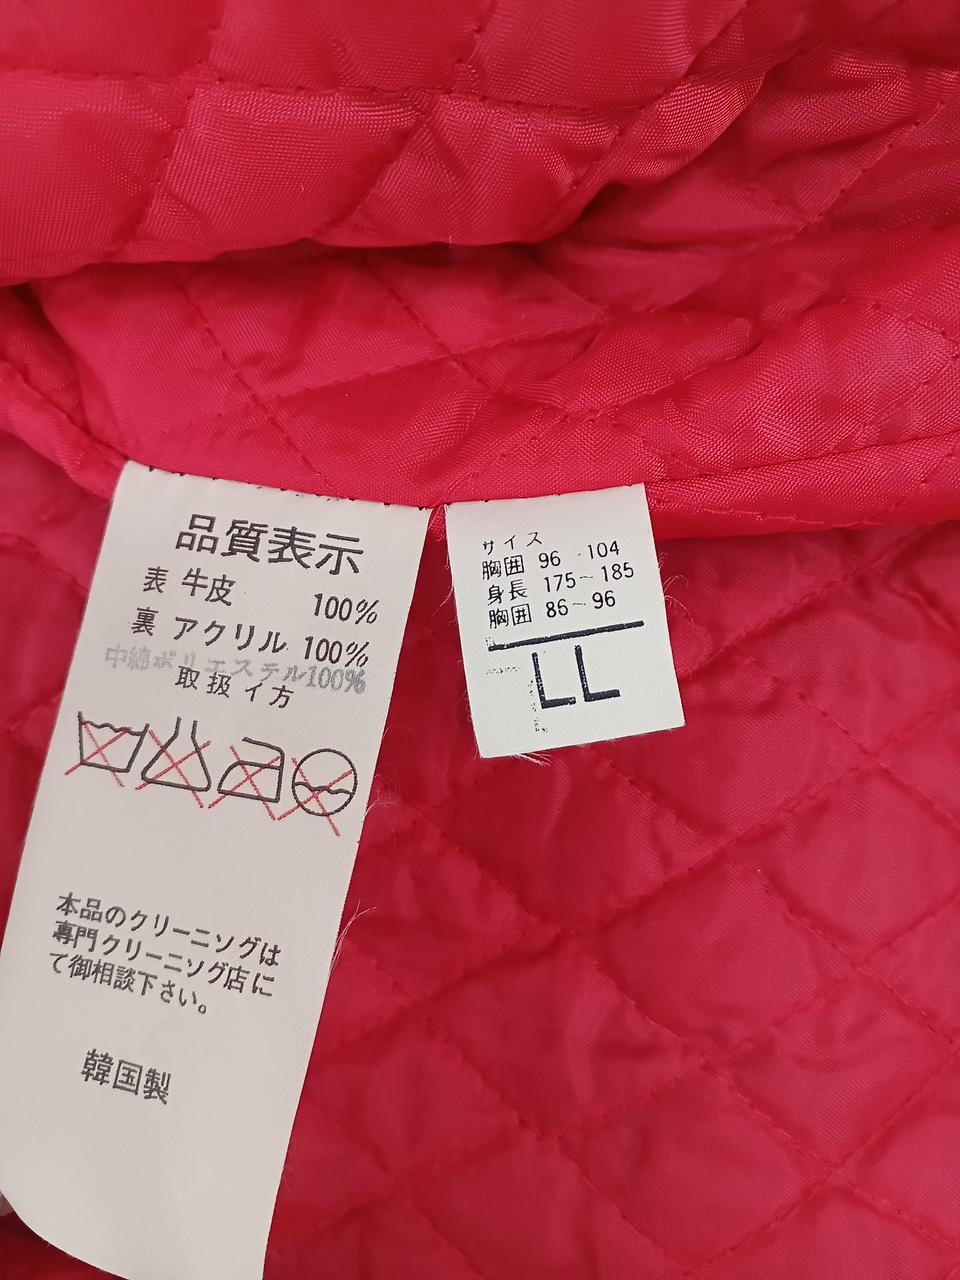 品質表示
表 牛皮 100%
裏 アクリル 100%
中綿ポリエステル100%
取扱イ方
本品のクリーニングは
専門クリーニング店に
て御相談下さい。
韓国製
サイズ
胸囲 96 104
身長 175~185
胸囲 86~96
LL